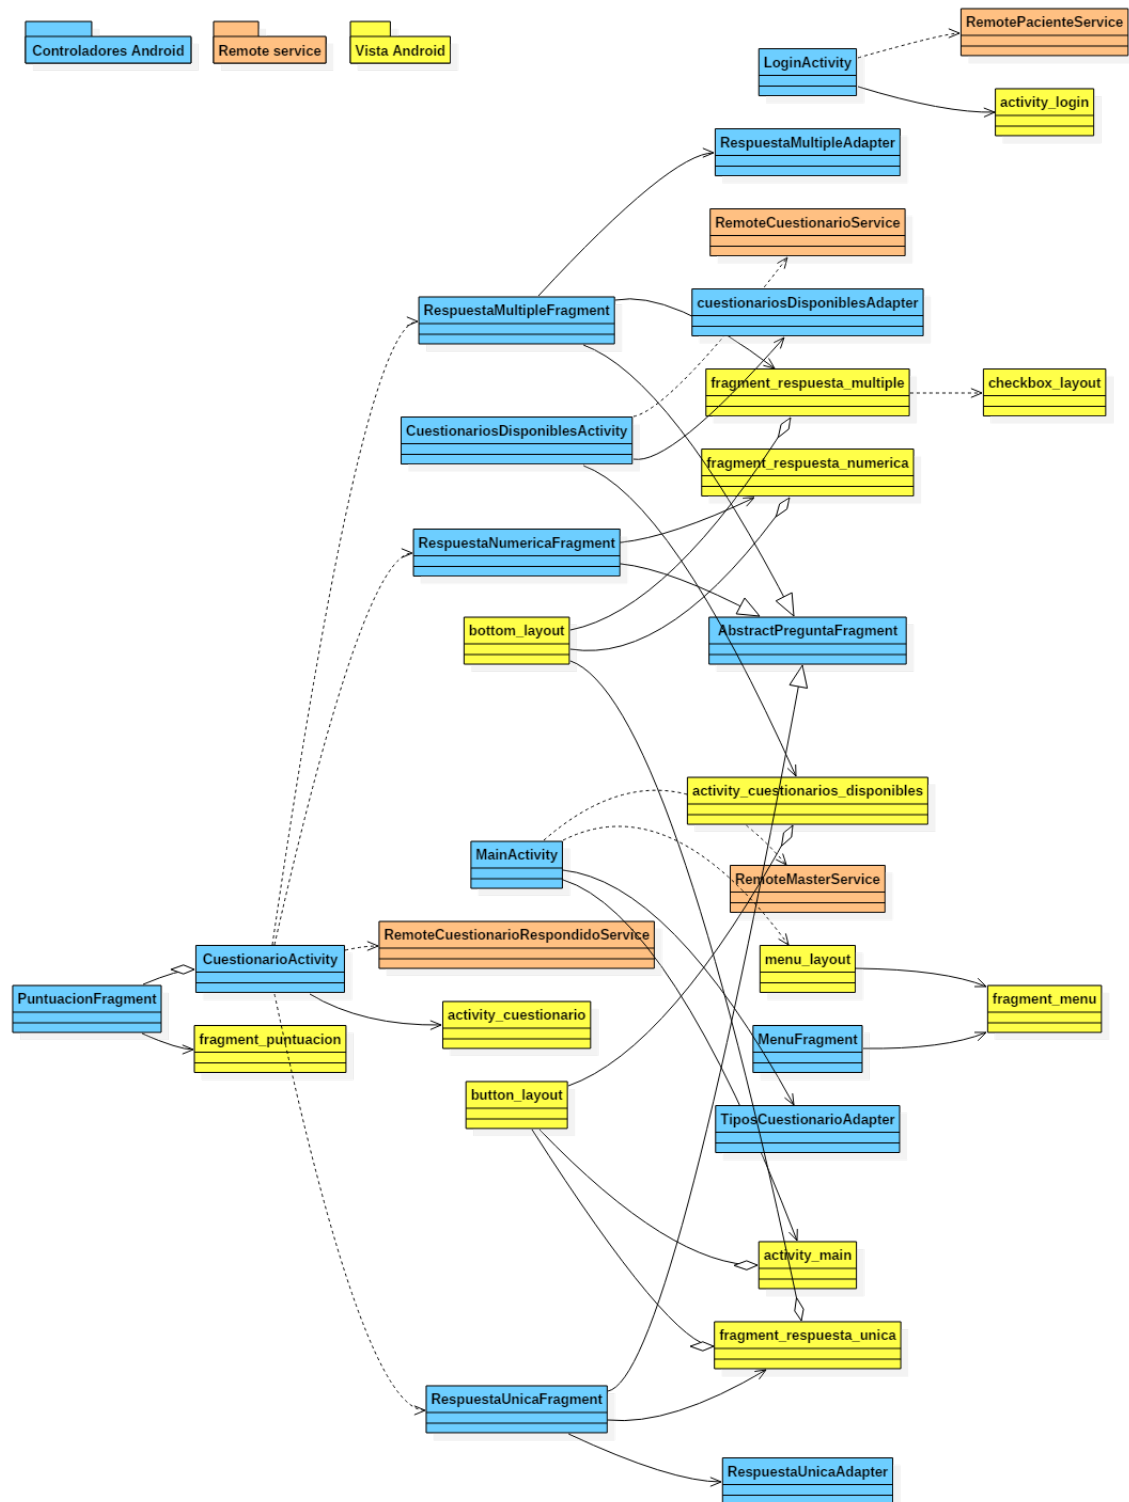 Controladores Android
Remote service
Vista Android
RemotePacienteService
LoginActivity
activity_login
RespuestaMultipleAdapter
RemoteCuestionarioService
RespuestaMultipleFragment
cuestionariosDisponiblesAdapter
fragment_respuesta_multiple
checkbox_layout
CuestionariosDisponiblesActivity
fragment_respuesta_numerica
RespuestaNumericaFragment
bottom_layout
AbstractPreguntaFragment
activity_cuestionarios_disponibles
MainActivity
RemoteMasterService
RemoteCuestionarioRespondidoService
CuestionarioActivity
menu_layout
PuntuacionFragment
fragment_menu
activity_cuestionario
fragment_puntuacion
MenuFragment
button_layout
TiposCuestionarioAdapter
activity_main
fragment_respuesta_unica
RespuestaUnicaFragment
RespuestaUnicaAdapter